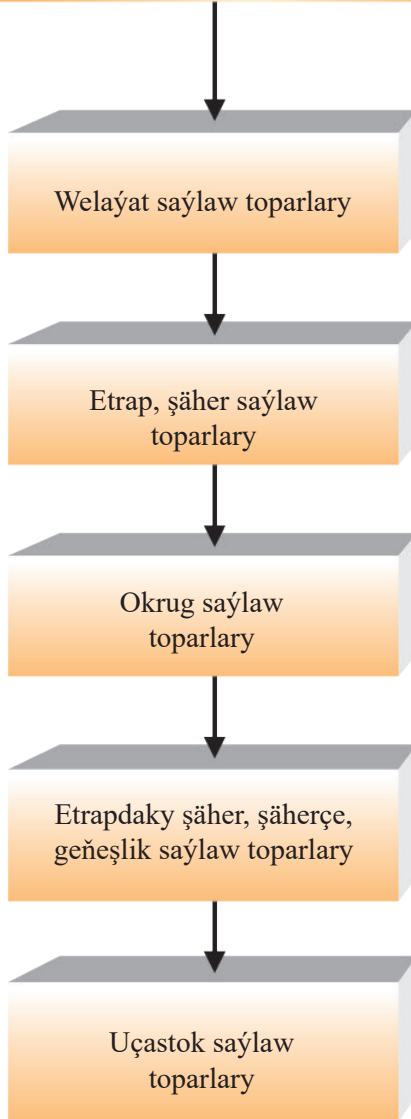 Welaýat saýlaw toparlary
Etrap, şäher saýlaw
toparlary
Okrug saýlaw
toparlary
Etrapdaky şäher, şäherçe,
geňeşlik saýlaw toparlary
Uçastok saýlaw
toparlary